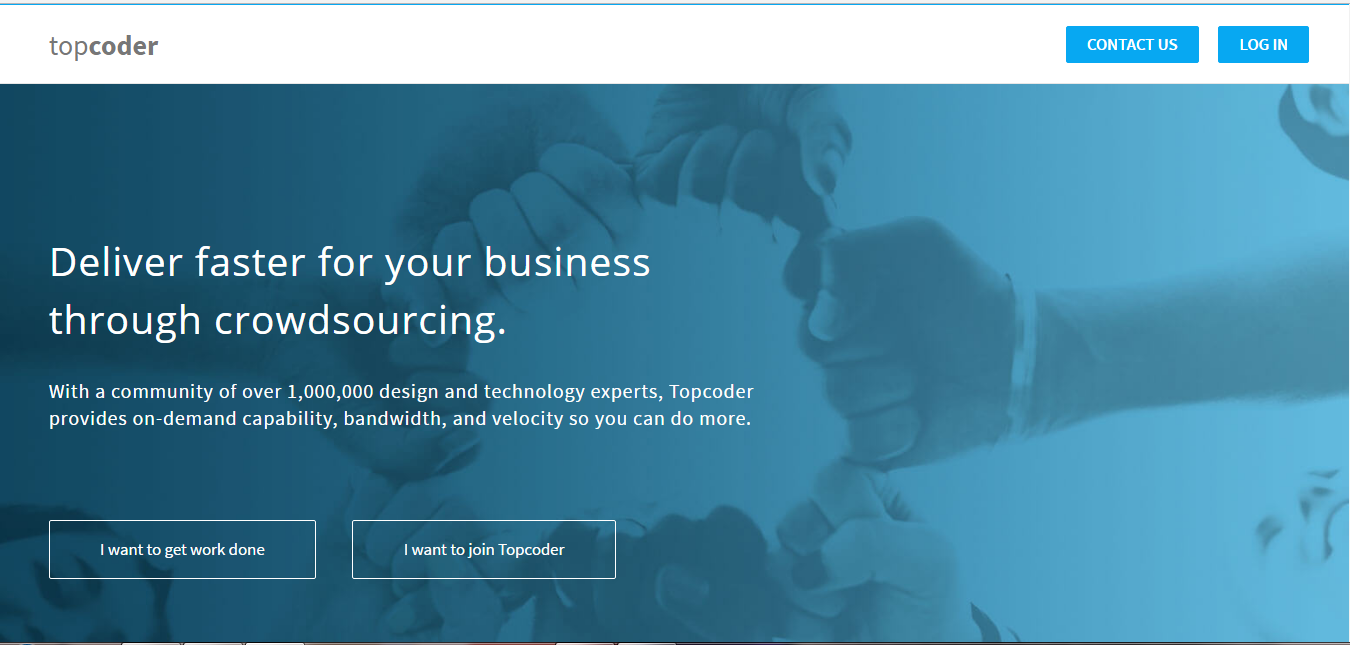 topcoder
CONTACT US
LOG IN
Deliver faster for your business
through crowdsourcing.
With a community of over 1,000,000 design and technology experts, Topcoder
provides on-demand capability, bandwidth, and velocity so you can do more.
I want to get work done
I want to join Topcoder